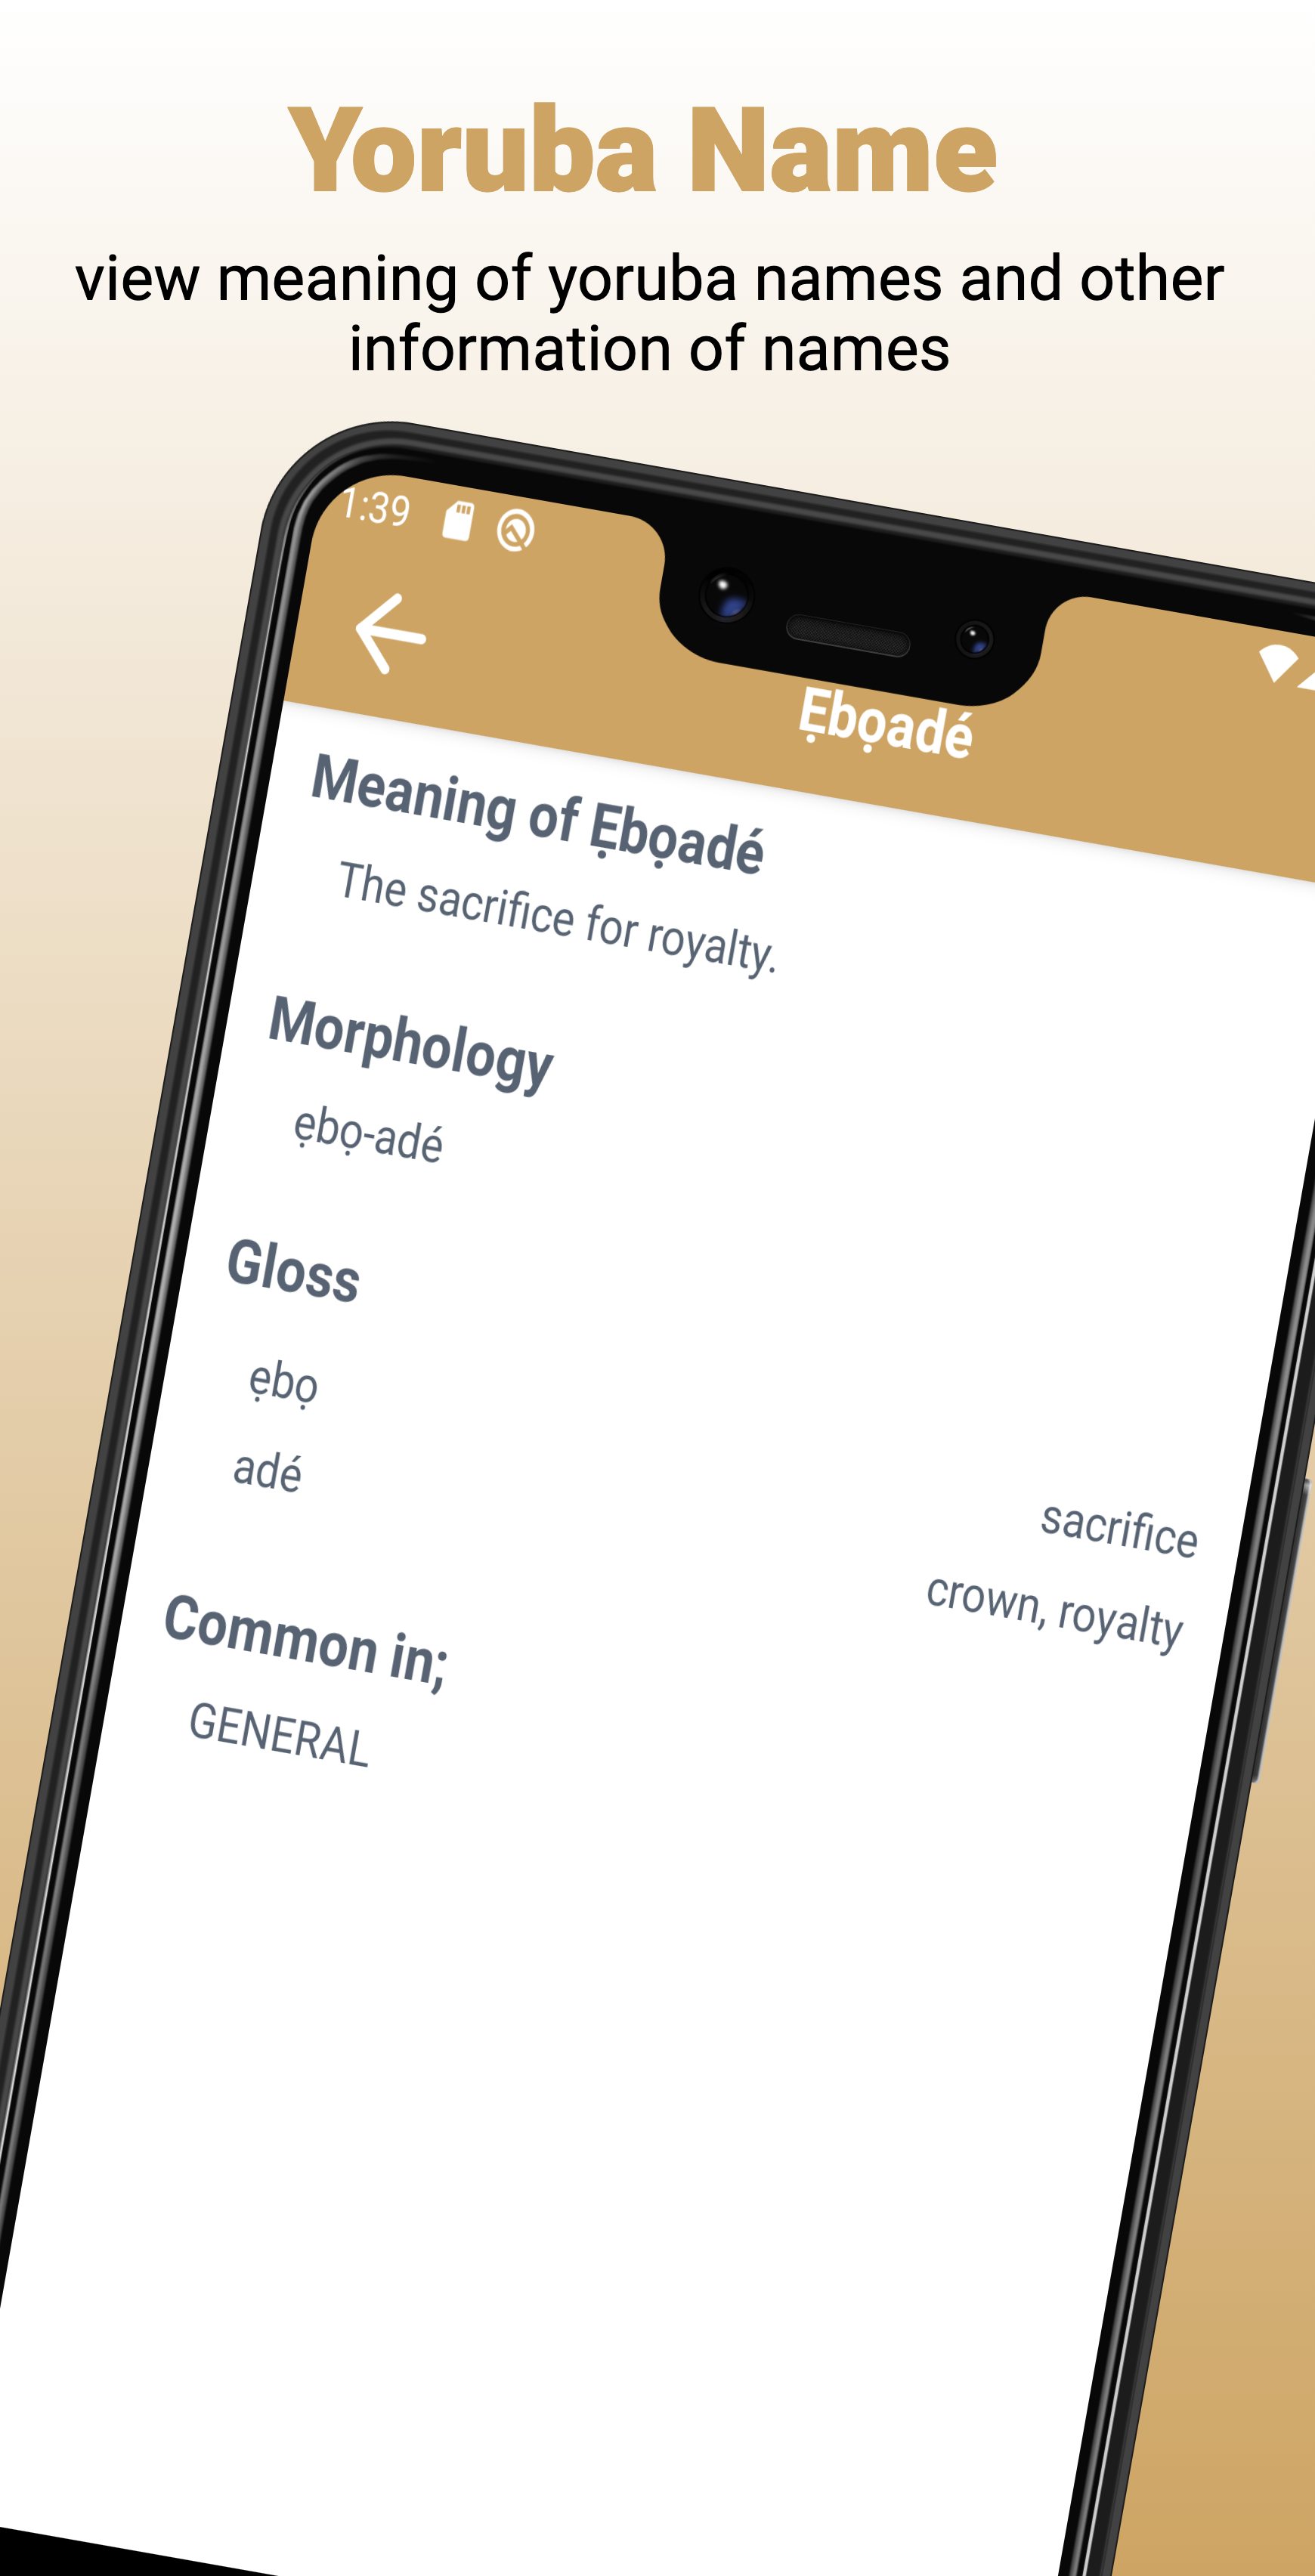 Yoruba Name
view meaning of yoruba names and other
information of names
1:39
Ẹbọadé
Meaning of Ẹbọadé
The sacrifice for royalty.
Morphology
ẹbọ-adé
Gloss
ẹbọ
sacrifice
adé
crown, royalty
Common in;
GENERAL